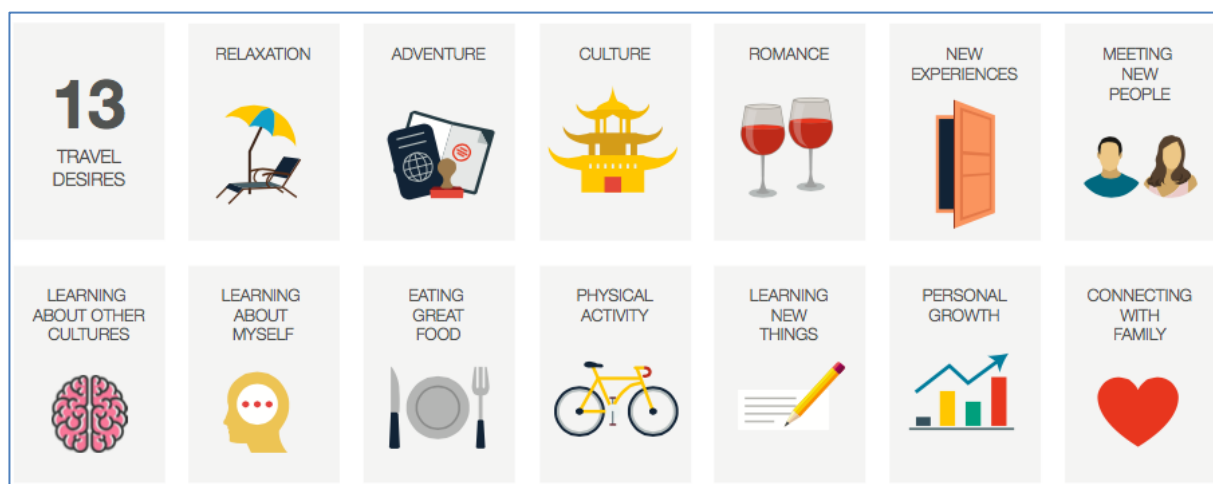 13
TRAVEL
DESIRES
RELAXATION
ADVENTURE
CULTURE
ROMANCE
NEW
EXPERIENCES
MEETING
NEW
PEOPLE
LEARNING
ABOUT OTHER
CULTURES
LEARNING
ABOUT
MYSELF
EATING
GREAT
FOOD
PHYSICAL
ACTIVITY
LEARNING
NEW
THINGS
PERSONAL
GROWTH
CONNECTING
WITH
FAMILY